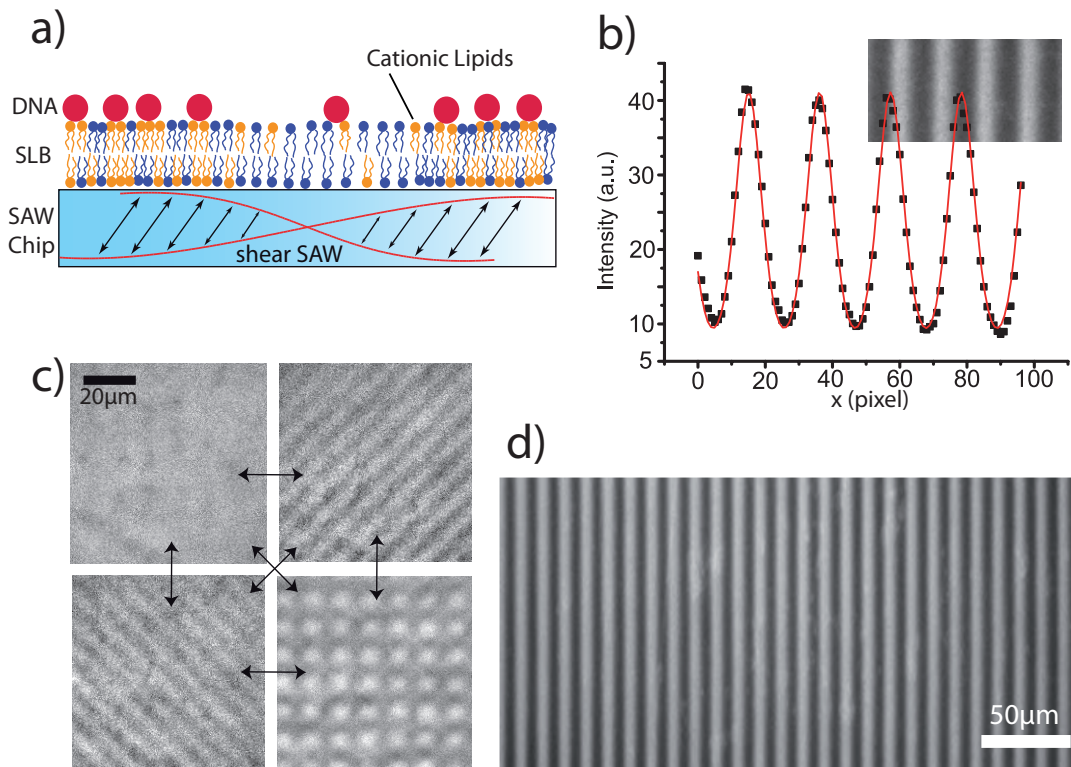 a)
Cationic Lipids
DNA
SLB
SAW
Chip
shear SAW
b)
Intensity (a.u.)
40
30
20
10
5
0
20
40
60
80
100
x (pixel)
c)
20µm
d)
50µm